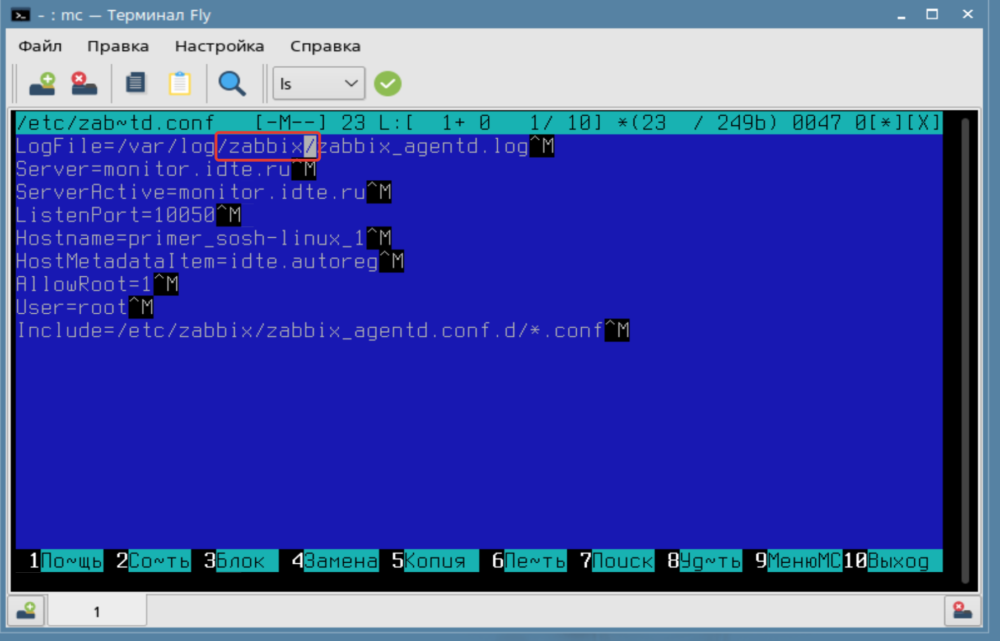 - : mc — Терминал Fly
Файл Правка Настройка Справка
ls
/etc/zab~td.conf [-M--] 23 L:[ 1+ 0 1/ 10] *(23 / 249b) 0047 0[*][X]
LogFile=/var/log/zabbix/zabbix_agentd.log^M
Server=monitor.idte.ru^M
ServerActive=monitor.idte.ru^M
ListenPort=10050^M
Hostname=primer_sosh-linux_1^M
HostMetadataItem=idte.autoreg^M
AllowRoot=1^M
User=root^M
Include=/etc/zabbix/zabbix_agentd.conf.d/*.conf^M
1По~щь 2Со~ть 3Блок 4Замена 5Копия 6Пе~ть 7Поиск 8Уд~ть 9МенюMC10Выход
1